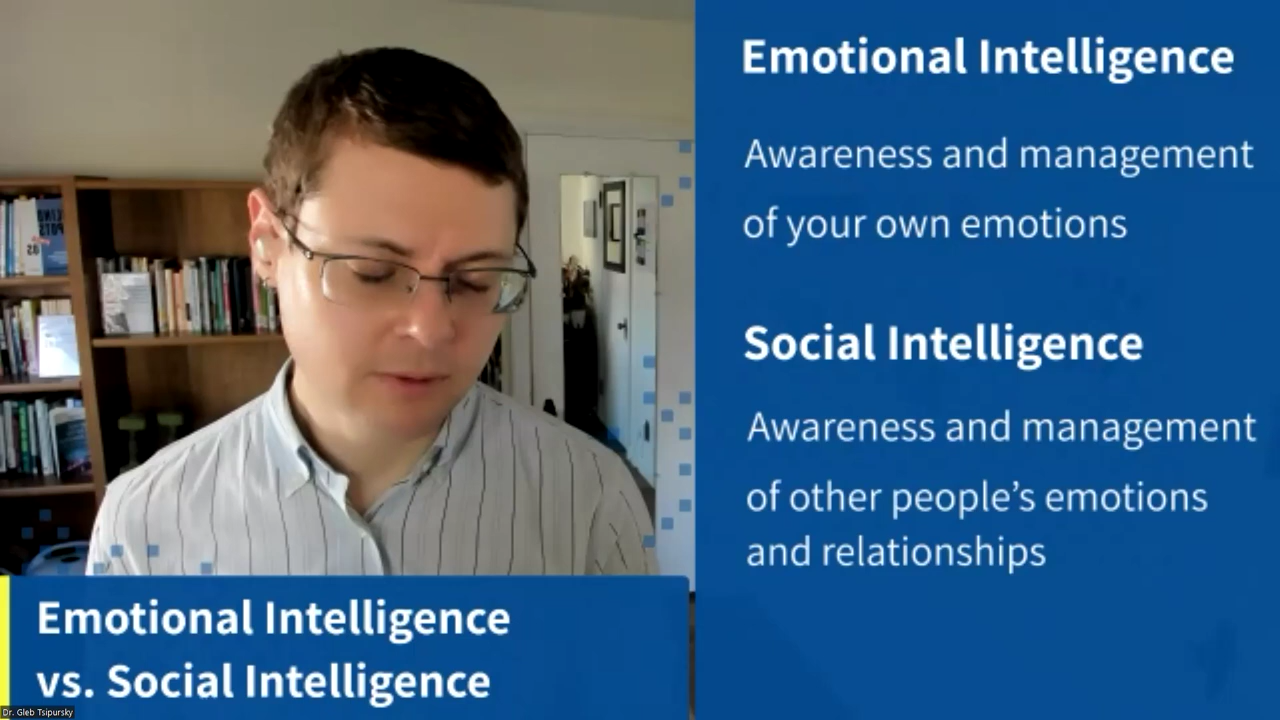 Emotional Intelligence
Awareness and management
of your own emotions
Social Intelligence
Awareness and management
of other people’s emotions
and relationships
Emotional Intelligence
vs. Social Intelligence
Dr. Gleb Tsipursky